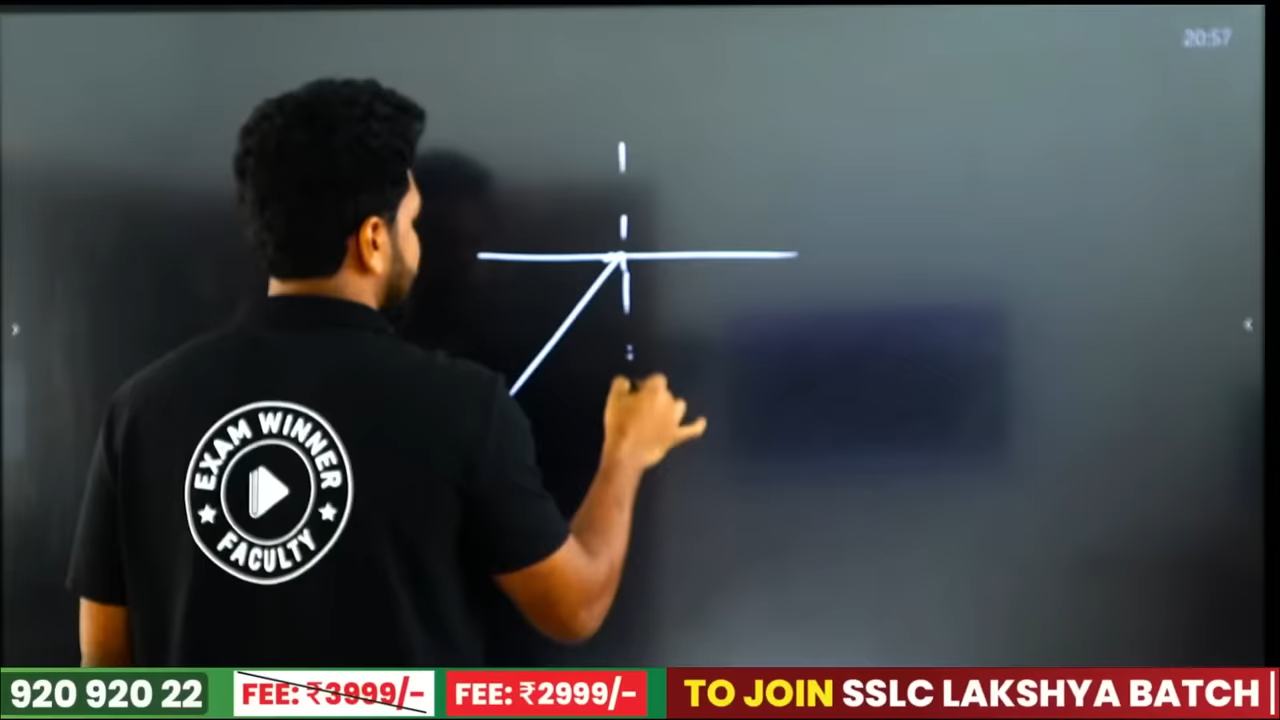 20:57
EXAM WINNER
FACULTY
920 920 22
FEE: ₹3999/-
FEE: ₹2999/-
TO JOIN SSLC LAKSHYA BATCH